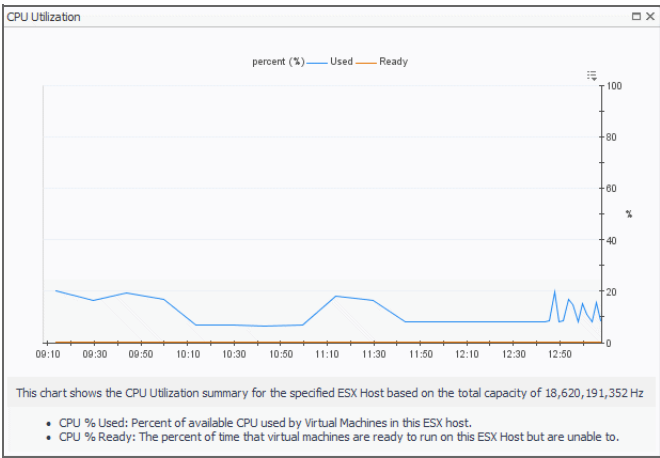 CPU Utilization
percent (%) Used Ready
100
80
60
%
40
20
0
09:10 09:30 09:50 10:10 10:30 10:50 11:10 11:30 11:50 12:10 12:30 12:50
This chart shows the CPU Utilization summary for the specified ESX Host based on the total capacity of 18,620,191,352 Hz
• CPU % Used: Percent of available CPU used by Virtual Machines in this ESX host.
• CPU % Ready: The percent of time that virtual machines are ready to run on this ESX Host but are unable to.